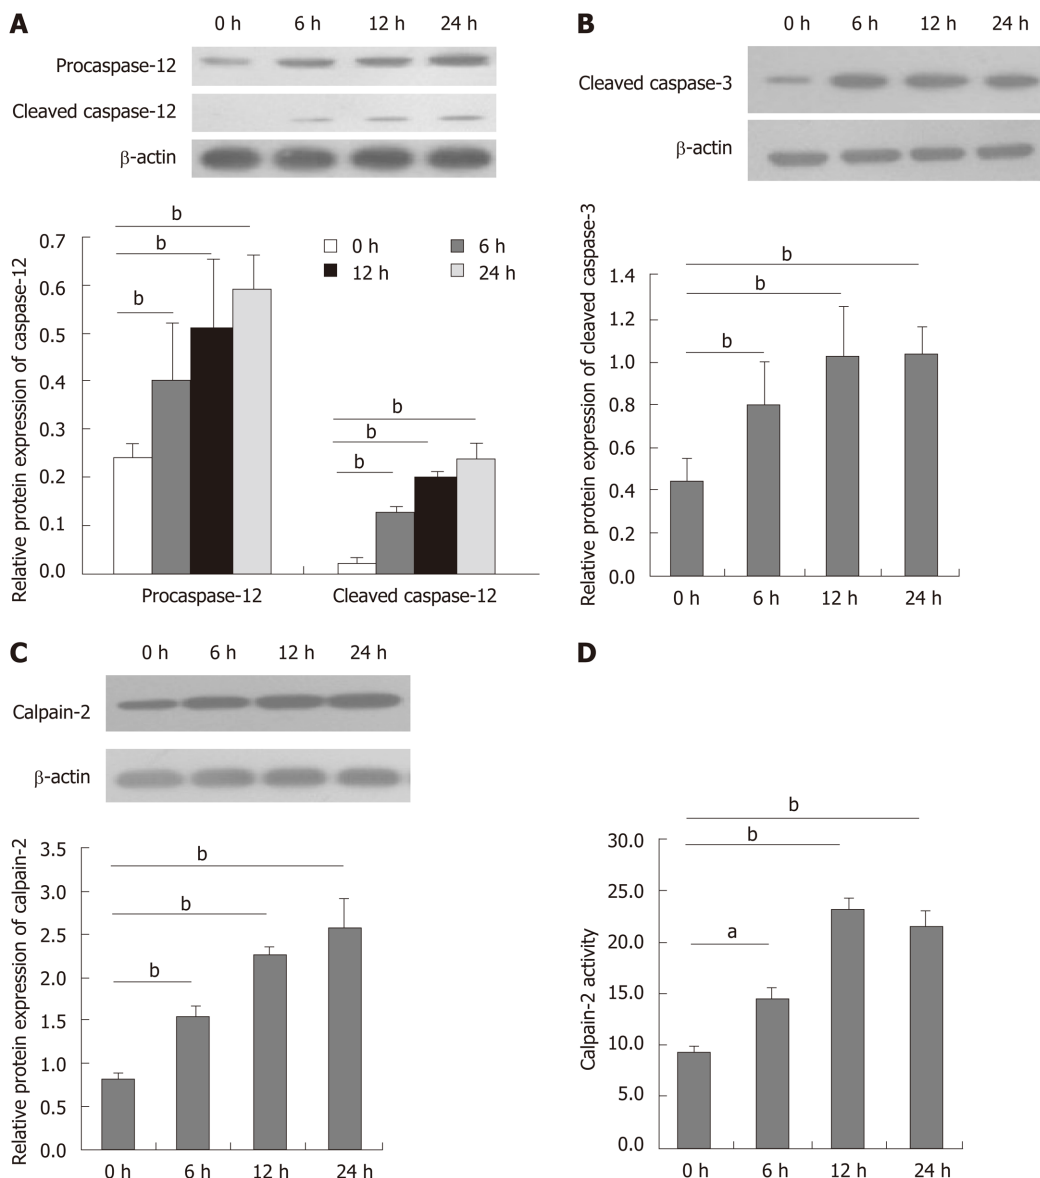 A
0 h 6 h 12 h 24 h
Procaspase-12
Cleaved caspase-12
β-actin
Relative protein expression of caspase-12
0.7
0.6
0.5
0.4
0.3
0.2
0.1
0.0
b
b
b
b
b
b
0 h 6 h
12 h 24 h
Procaspase-12 Cleaved caspase-12
B
0 h 6 h 12 h 24 h
Cleaved caspase-3
β-actin
Relative protein expression of cleaved caspase-3
1.4
1.2
1.0
0.8
0.6
0.4
0.2
0.0
b
b
b
0 h 6 h 12 h 24 h
C
0 h 6 h 12 h 24 h
Calpain-2
β-actin
Relative protein expression of calpain-2
3.5
3.0
2.5
2.0
1.5
1.0
0.5
0.0
b
b
b
0 h 6 h 12 h 24 h
D
Calpain-2 activity
30.0
25.0
20.0
15.0
10.0
5.0
0.0
b
b
a
0 h 6 h 12 h 24 h